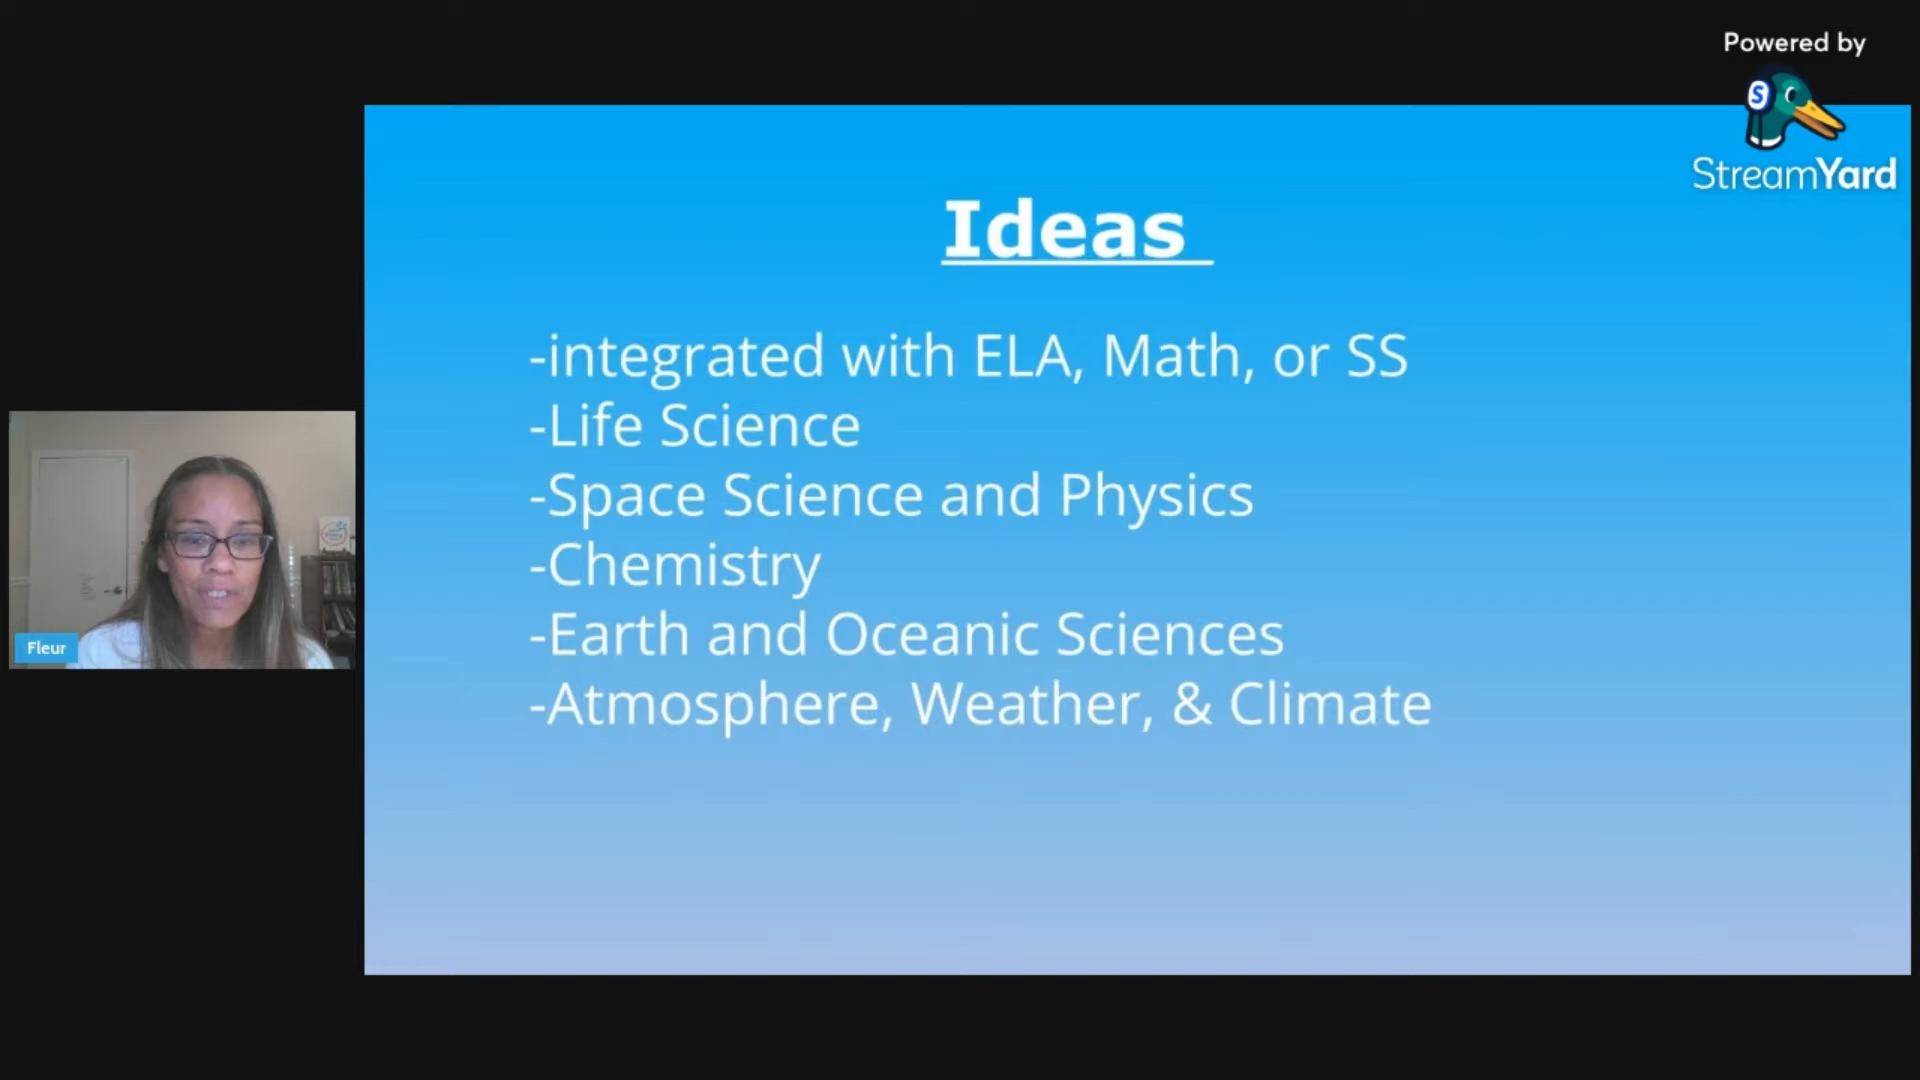 Powered by
S
StreamYard
Ideas
-integrated with ELA, Math, or SS
-Life Science
-Space Science and Physics
-Chemistry
-Earth and Oceanic Sciences
-Atmosphere, Weather, & Climate
Fleur